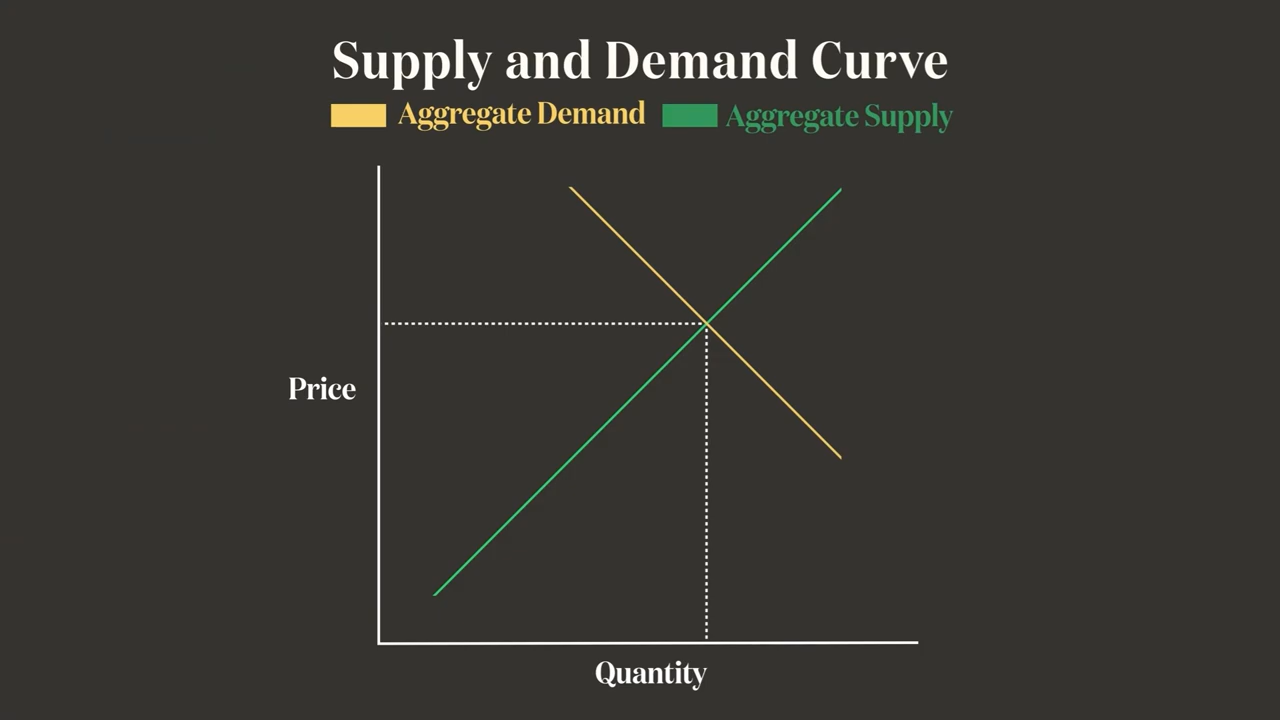 Supply and Demand Curve
Aggregate Demand Aggregate Supply
Price
Quantity